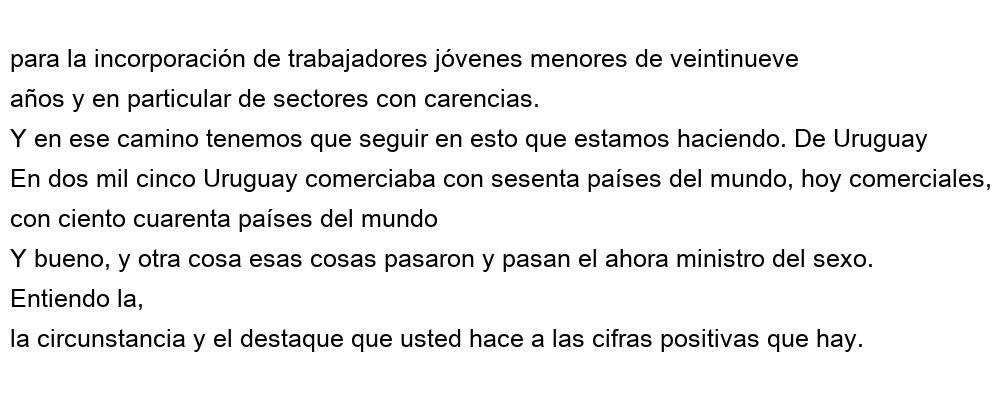 para la incorporación de trabajadores jóvenes menores de veintinueve
años y en particular de sectores con carencias.
Y en ese camino tenemos que seguir en esto que estamos haciendo. De Uruguay
En dos mil cinco Uruguay comerciaba con sesenta países del mundo, hoy comerciales,
con ciento cuarenta países del mundo
Y bueno, y otra cosa esas cosas pasaron y pasan el ahora ministro del sexo.
Entiendo la,
la circunstancia y el destaque que usted hace a las cifras positivas que hay.